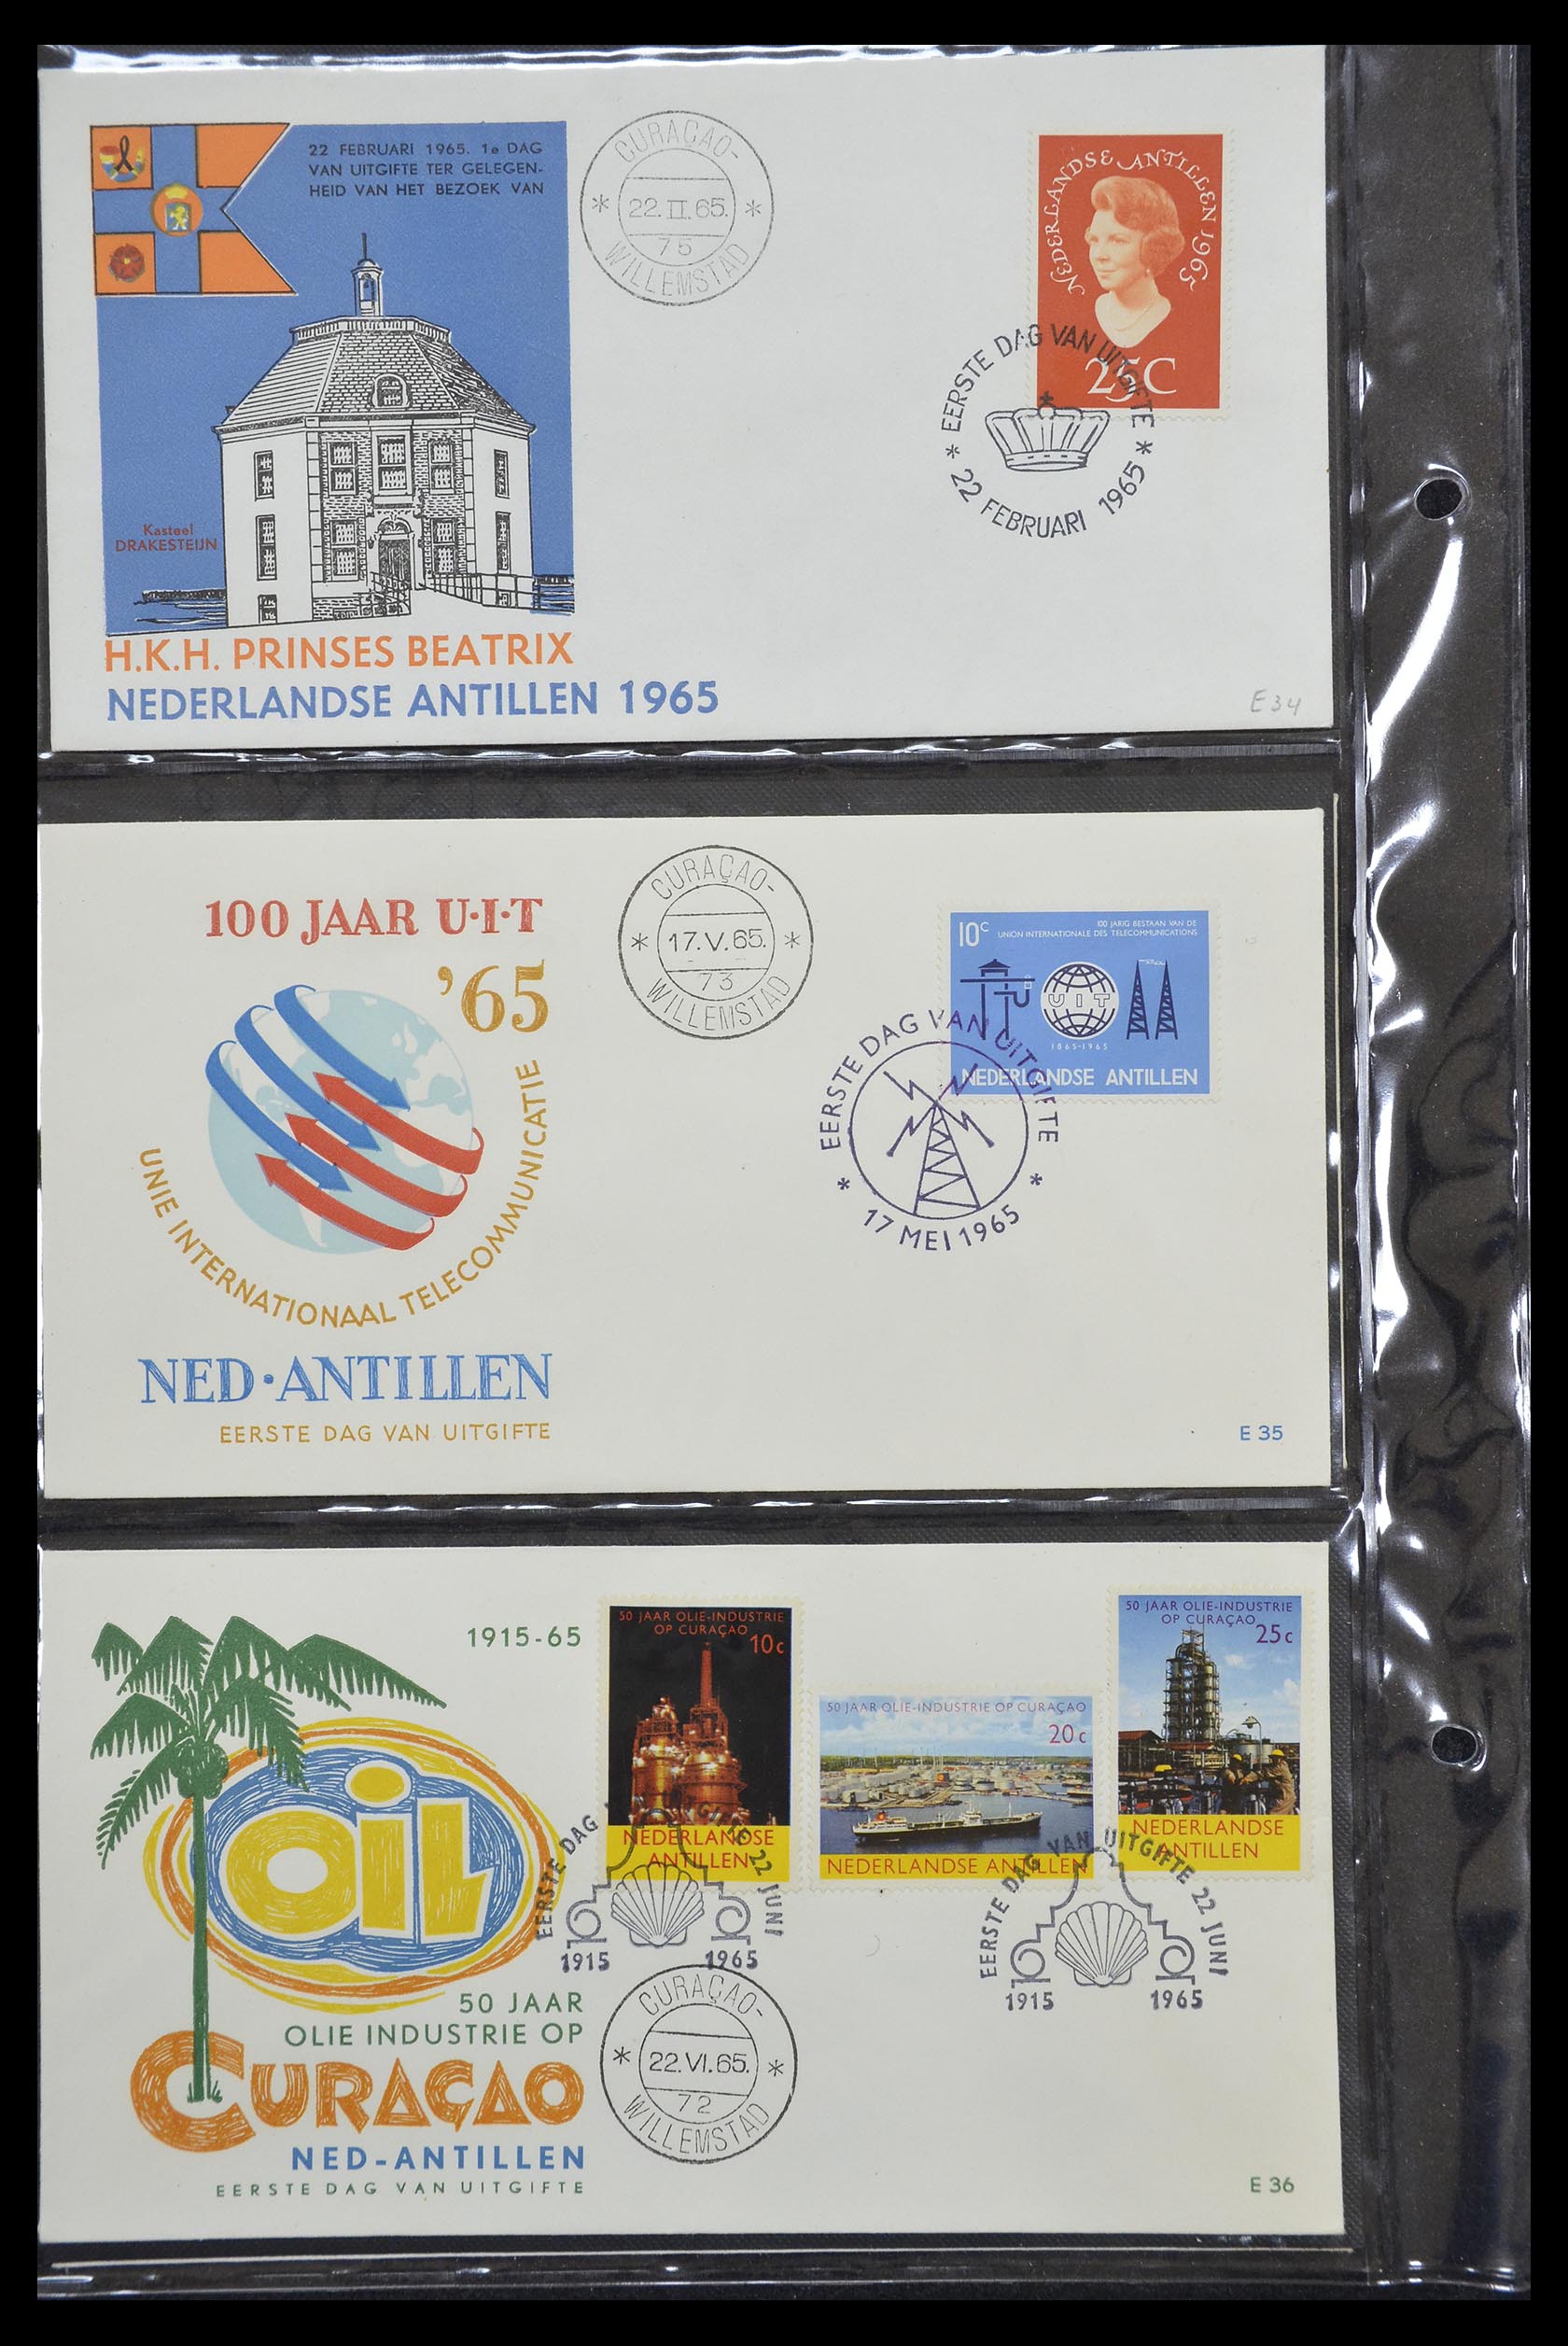 22 FEBRUARI 1965. 1e DAG
VAN UITGIFTE TER GELEGEN-
HEID VAN HET BEZOEK VAN
Kasteel
DRAKESTEIJN
H.K.H. PRINSES BEATRIX
NEDERLANDSE ANTILLEN 1965
CURAÇAO-
* 22.II.65. *
75
WILLEMSTAD
NEDERLANDSE ANTILLEN 1965
25C
* EERSTE DAG VAN UITGIFTE *
22 FEBRUARI 1965
E34
100 JAAR U·I·T
'65
UNIE INTERNATIONAAL TELECOMMUNICATIE
NED·ANTILLEN
EERSTE DAG VAN UITGIFTE
CURAÇAO-
* 17.V.65. *
73
WILLEMSTAD
10c
100 JARIG BESTAAN VAN DE
UNION INTERNATIONALE DES TELECOMMUNICATIONS
UIT
1865-1965
NEDERLANDSE ANTILLEN
* EERSTE DAG VAN UITGIFTE *
17 MEI 1965
E 35
1915-65
OIL
50 JAAR
OLIE INDUSTRIE OP
CURAÇAO
NED-ANTILLEN
EERSTE DAG VAN UITGIFTE
50 JAAR OLIE-INDUSTRIE
OP CURAÇAO
10c
NEDERLANDSE
ANTILLEN
50 JAAR OLIE-INDUSTRIE OP CURAÇAO
20c
NEDERLANDSE ANTILLEN
50 JAAR OLIE-INDUSTRIE
OP CURAÇAO
25c
NEDERLANDSE
ANTILLEN
EERSTE DAG VAN UITGIFTE 22 JUNI
1915 1965
EERSTE DAG VAN UITGIFTE 22 JUNI
1915 1965
CURAÇAO-
* 22.VI.65. *
72
WILLEMSTAD
E 36